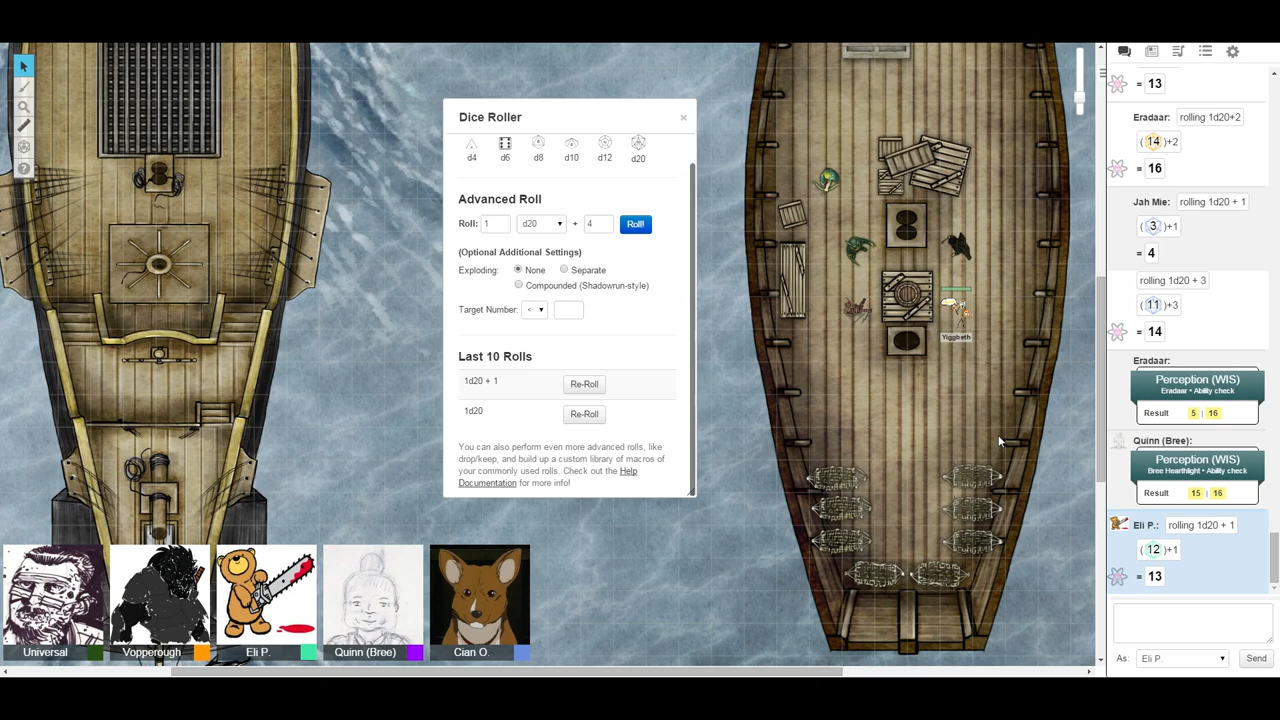 Dice Roller
×
d4 d6 d8 d10 d12 d20
Advanced Roll
Roll: 1 d20 + 4 Roll!
(Optional Additional Settings)
Exploding: None Separate
Compounded (Shadowrun-style)
Target Number: <
Last 10 Rolls
1d20 + 1 Re-Roll
1d20 Re-Roll
You can also perform even more advanced rolls, like
drop/keep, and build up a custom library of macros of
your commonly used rolls. Check out the Help
Documentation for more info!
Yiggbeth
Universal
Vopperough
Eli P.
Quinn (Bree)
Cian O.
= 13
Eradaar: rolling 1d20+2
(14)+2
= 16
Jah Mie: rolling 1d20 + 1
(3)+1
= 4
rolling 1d20 + 3
(11)+3
= 14
Eradaar:
Perception (WIS)
Eradaar • Ability check
Result 5 | 16
Quinn (Bree):
Perception (WIS)
Bree Hearthlight • Ability check
Result 15 | 16
Eli P.: rolling 1d20 + 1
(12)+1
= 13
As: Eli P. Send